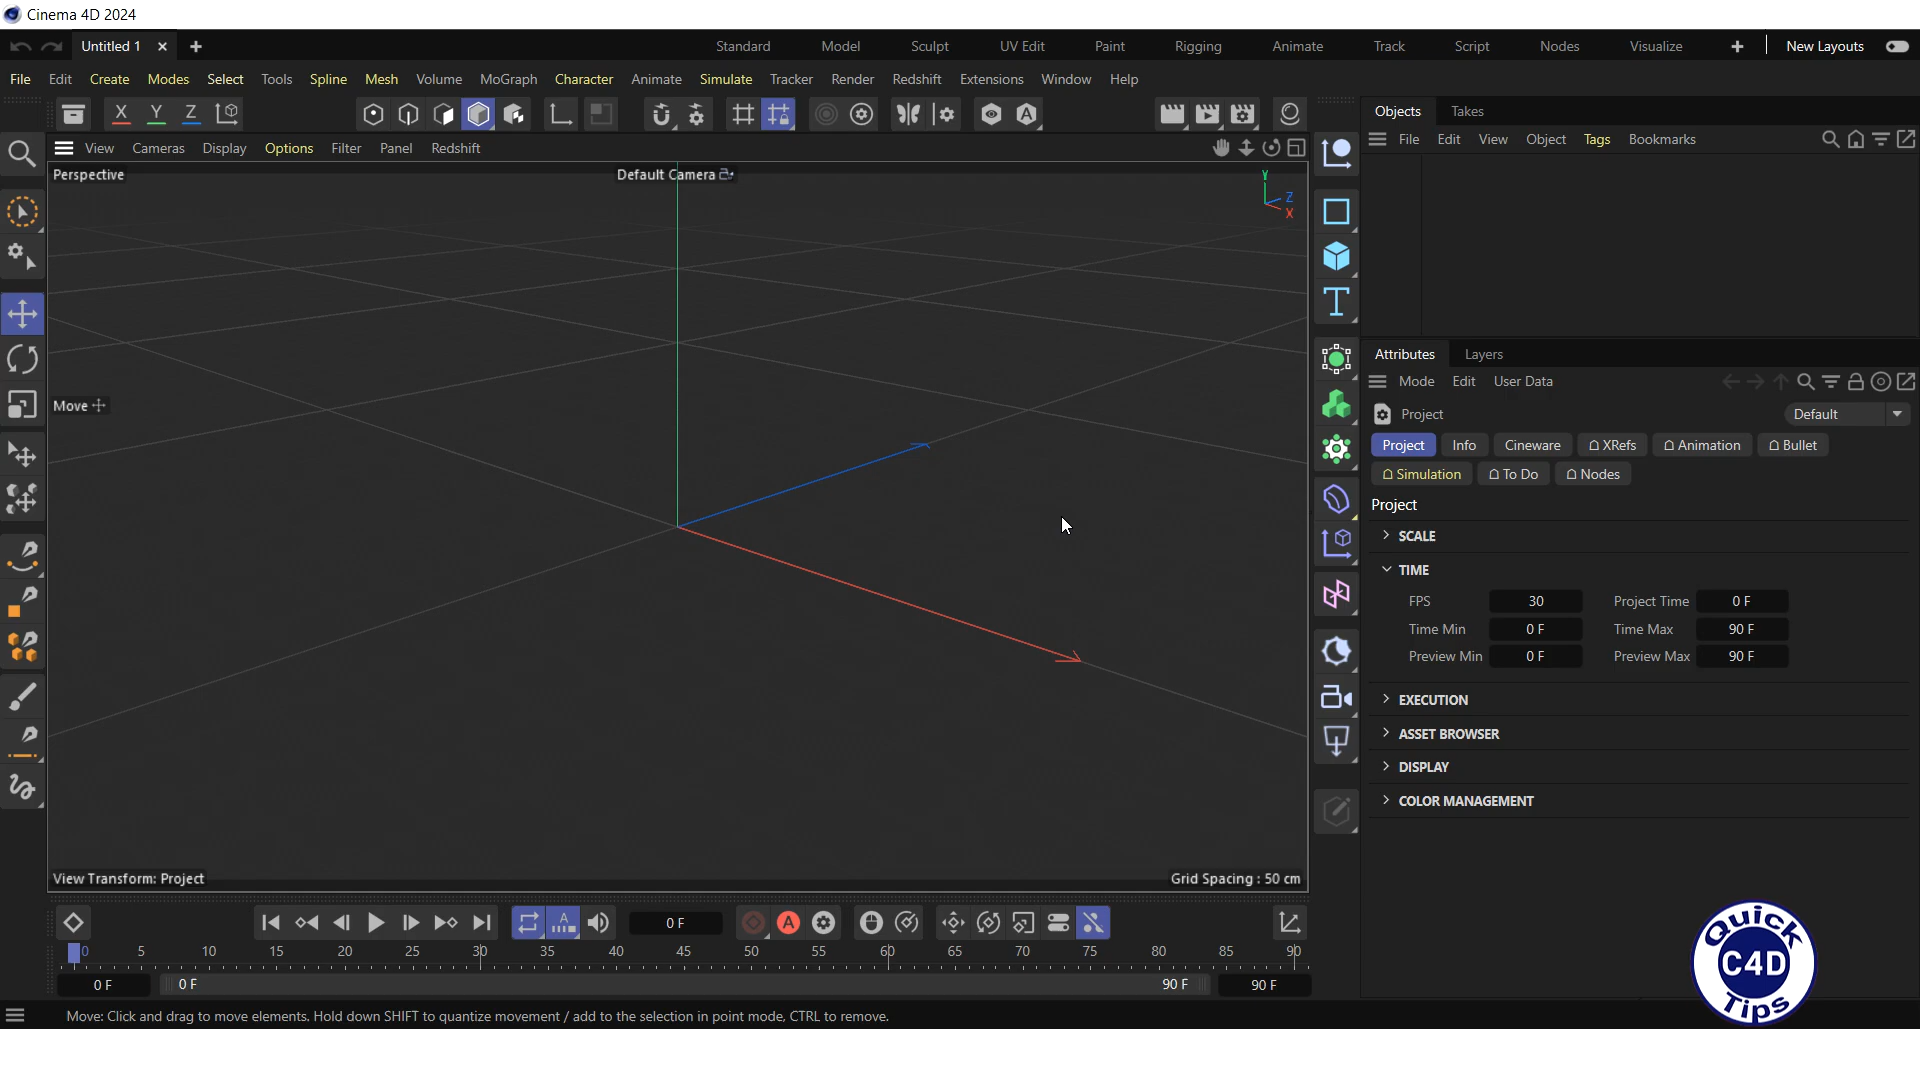 Cinema 4D 2024
Untitled 1
Standard Model Sculpt UV Edit Paint Rigging Animate Track Script Nodes Visualize New Layouts
File Edit Create Modes Select Tools Spline Mesh Volume MoGraph Character Animate Simulate Tracker Render Redshift Extensions Window Help
X Y Z
A
Objects Takes
File Edit View Object Tags Bookmarks
View Cameras Display Options Filter Panel Redshift
Perspective
Default Camera
Y
Z
X
Move
View Transform: Project
Grid Spacing : 50 cm
Attributes Layers
Mode Edit User Data
Project
Default
Project Info Cineware XRefs Animation Bullet
Simulation To Do Nodes
Project
SCALE
TIME
FPS 30 Project Time 0 F
Time Min 0 F Time Max 90 F
Preview Min 0 F Preview Max 90 F
EXECUTION
ASSET BROWSER
DISPLAY
COLOR MANAGEMENT
A
0 F
A
0 5 10 15 20 25 30 35 40 45 50 55 60 65 70 75 80 85 90
0 F
0 F
90 F
90 F
Move: Click and drag to move elements. Hold down SHIFT to quantize movement / add to the selection in point mode, CTRL to remove.
Quick
C4D
Tips